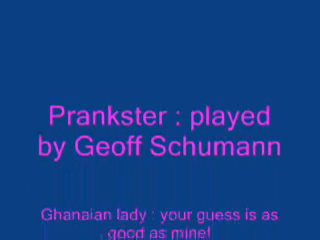 Prankster : played
by Geoff Schumann
Ghanaian lady : your guess is as
good as mine!